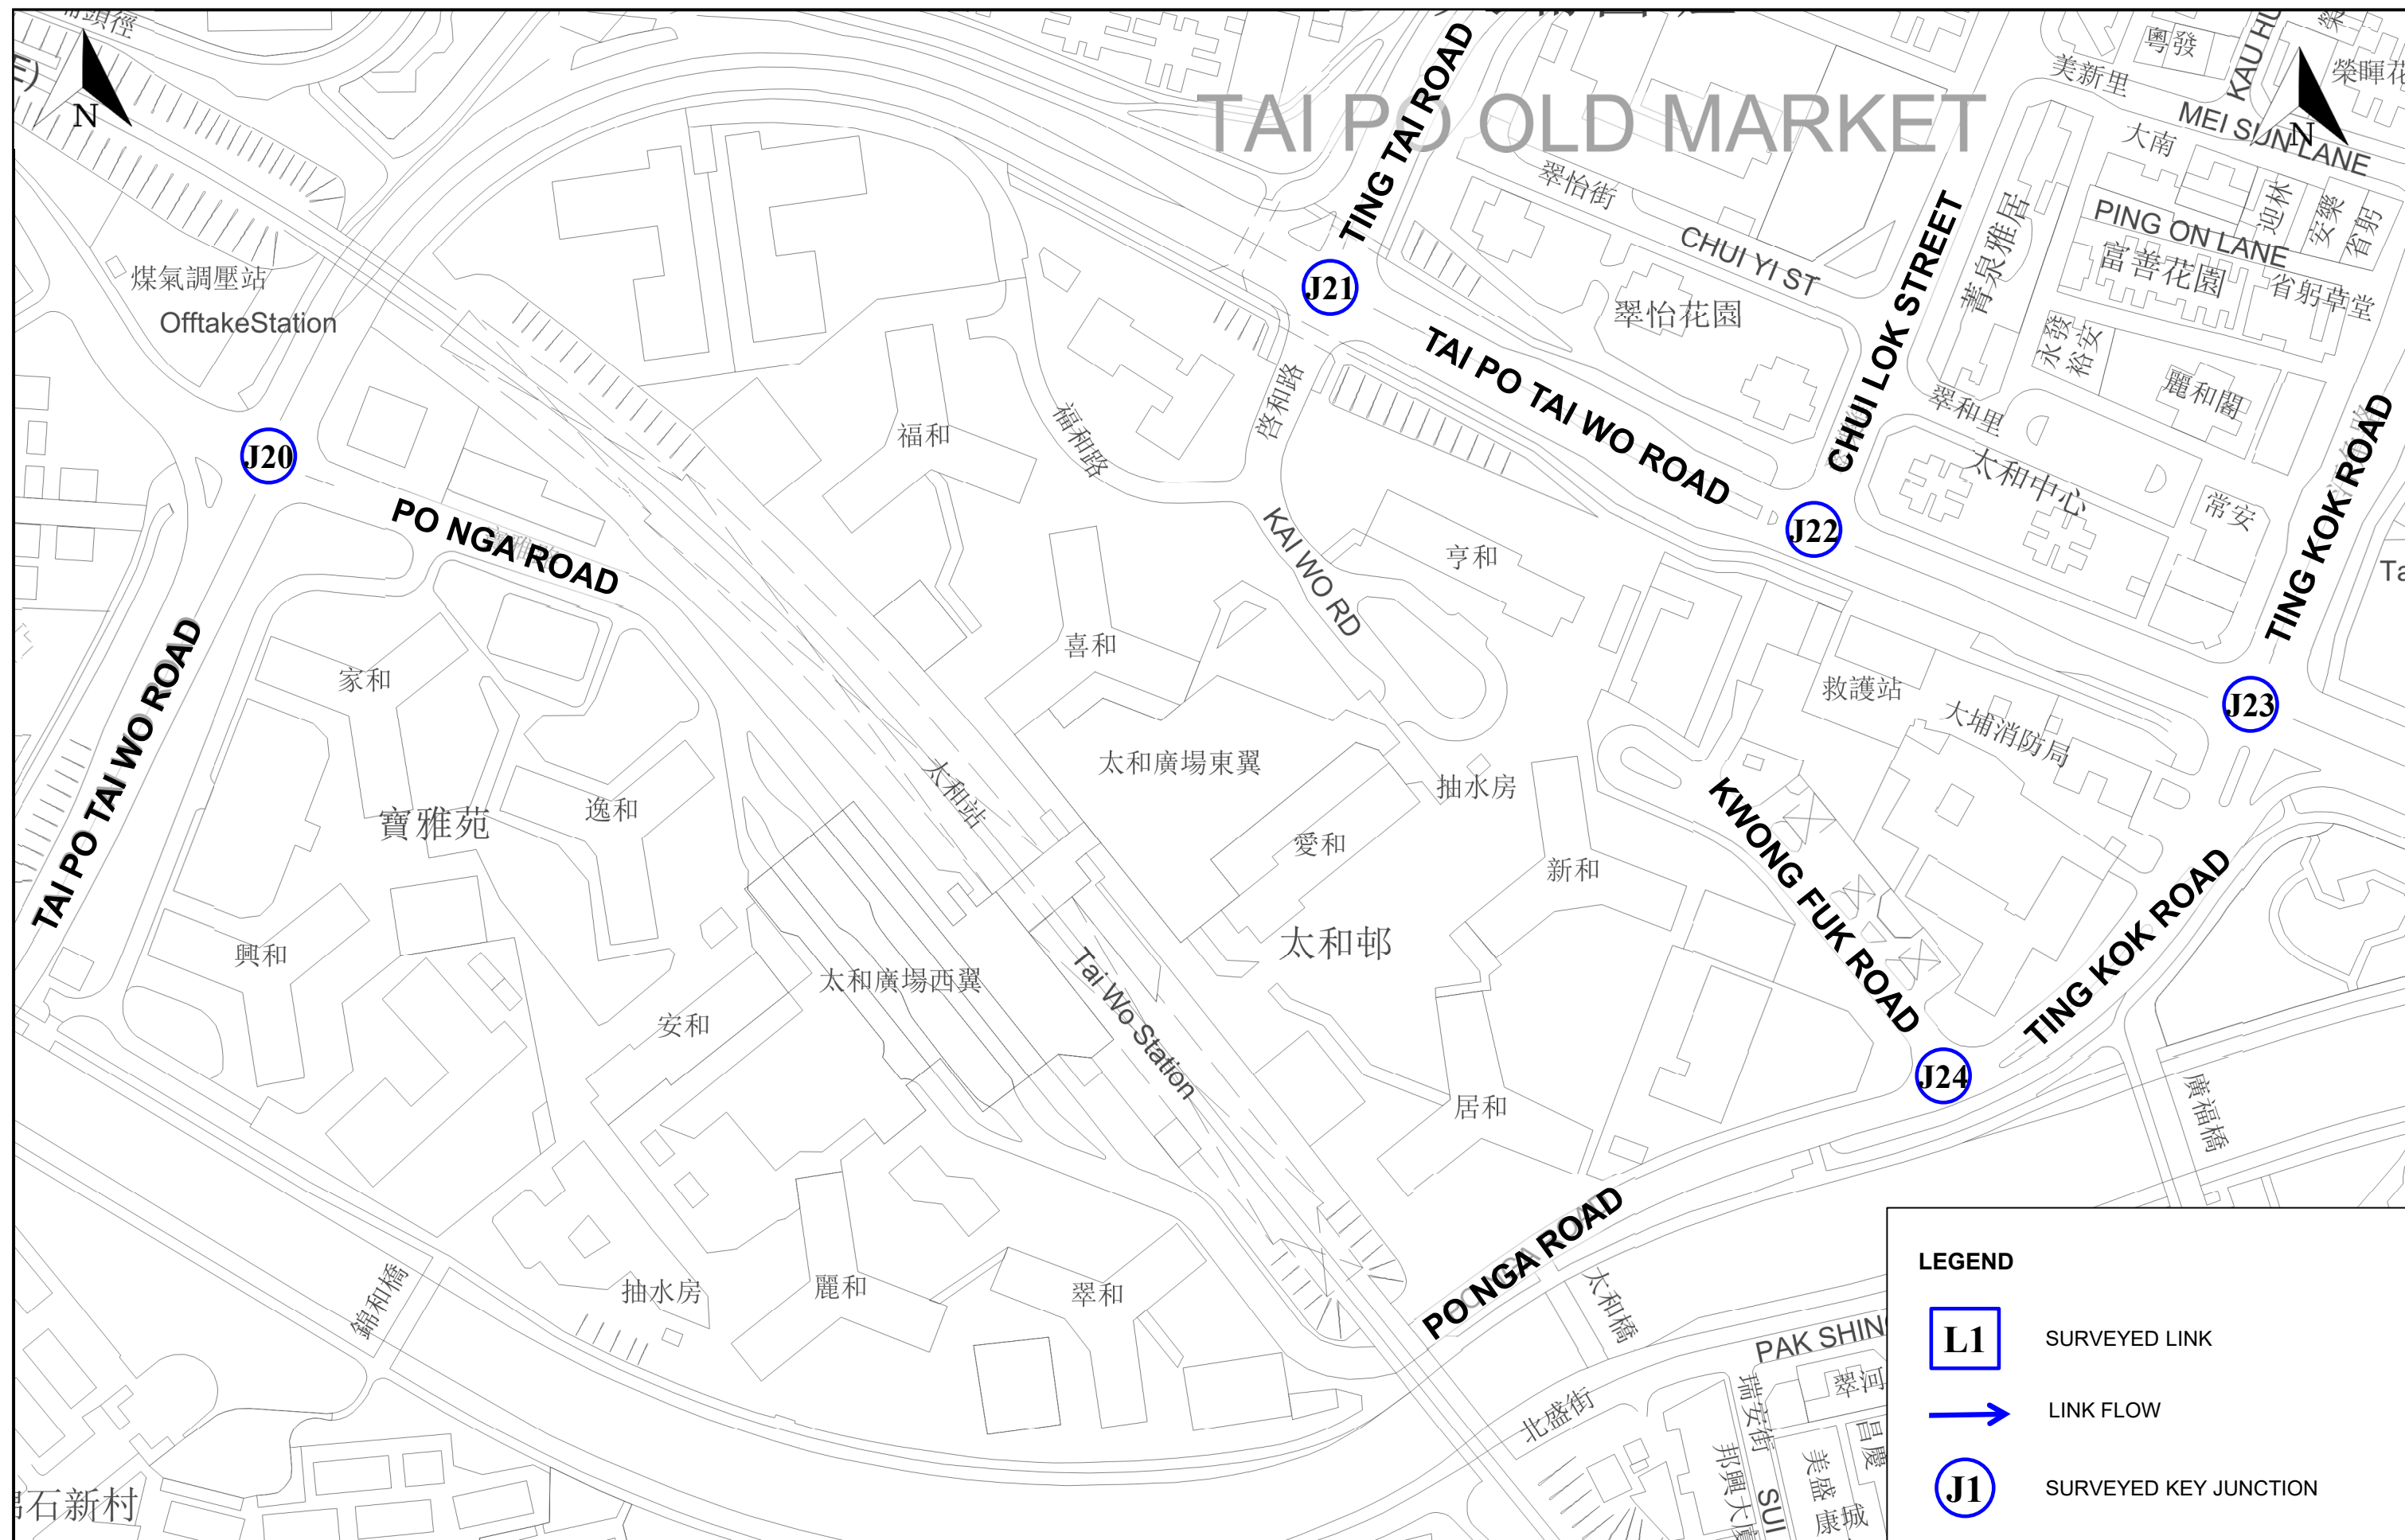 TAI PO OLD MARKET
N
N
粵發
美新里
KAU HU
榮暉花
MEI SUN LANE
大南
TING TAI ROAD
翠怡街
CHUI YI ST
翠怡花園
CHUI LOK STREET
菁泉雅居
PING ON LANE
迎林
安樂
省躬
富善花園
省躬草堂
永發
裕安
麗和閣
煤氣調壓站
OfftakeStation
J21
TAI PO TAI WO ROAD
翠和里
太和中心
常安
TING KOK ROAD
J20
PO NGA ROAD
福和
福和路
啓和路
KAI WO RD
亨和
J22
Ta
TAI PO TAI WO ROAD
家和
喜和
救護站
大埔消防局
J23
寶雅苑
逸和
太和站
太和廣場東翼
抽水房
愛和
新和
KWONG FUK ROAD
TING KOK ROAD
興和
安和
太和廣場西翼
Tai Wo Station
太和邨
居和
J24
廣福橋
PO NGA ROAD
太和橋
錦和橋
抽水房
麗和
翠和
PAK SHING
北盛街
瑞安街
翠河
昌慶
邦興大廈
SUI
美盛
康城
石新村
LEGEND
L1 SURVEYED LINK
LINK FLOW
J1 SURVEYED KEY JUNCTION